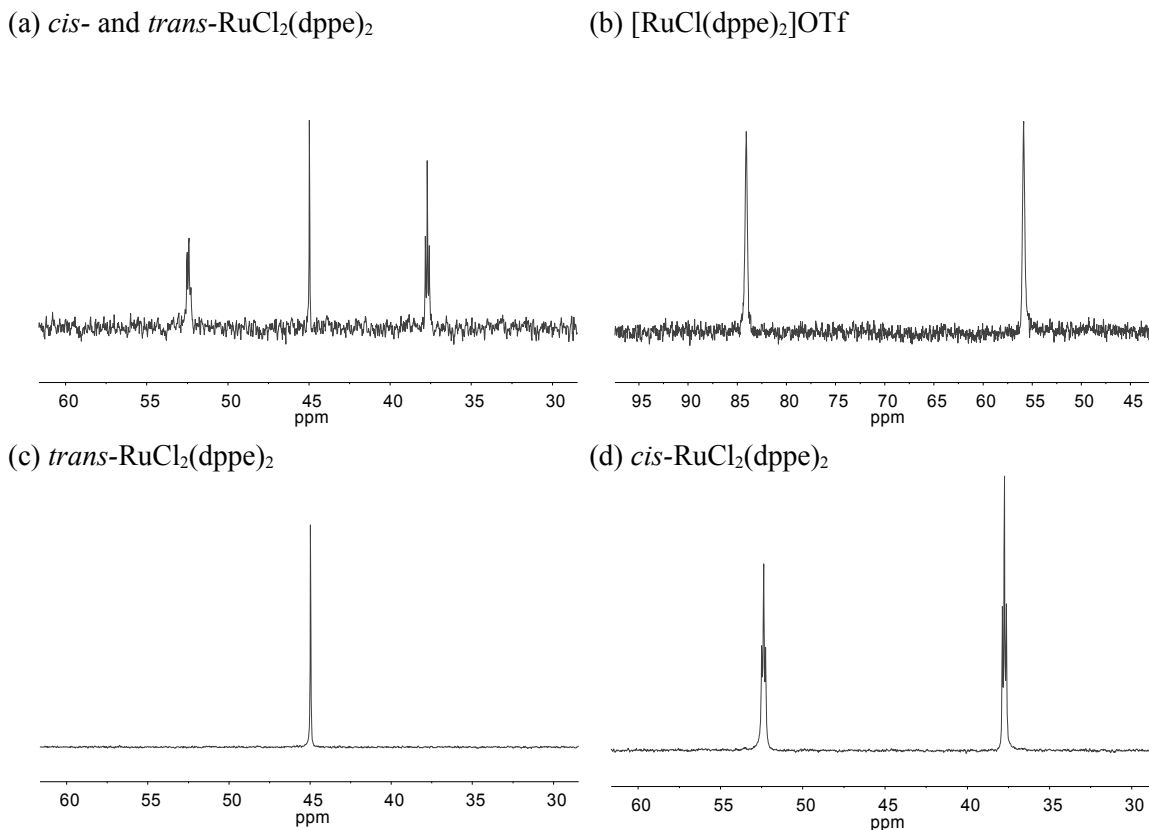 (a) cis- and trans-RuCl₂(dppe)₂
(b) [RuCl(dppe)₂]OTf
60 55 50 45 40 35 30
ppm
95 90 85 80 75 70 65 60 55 50 45
ppm
(c) trans-RuCl₂(dppe)₂
(d) cis-RuCl₂(dppe)₂
60 55 50 45 40 35 30
ppm
60 55 50 45 40 35 30
ppm